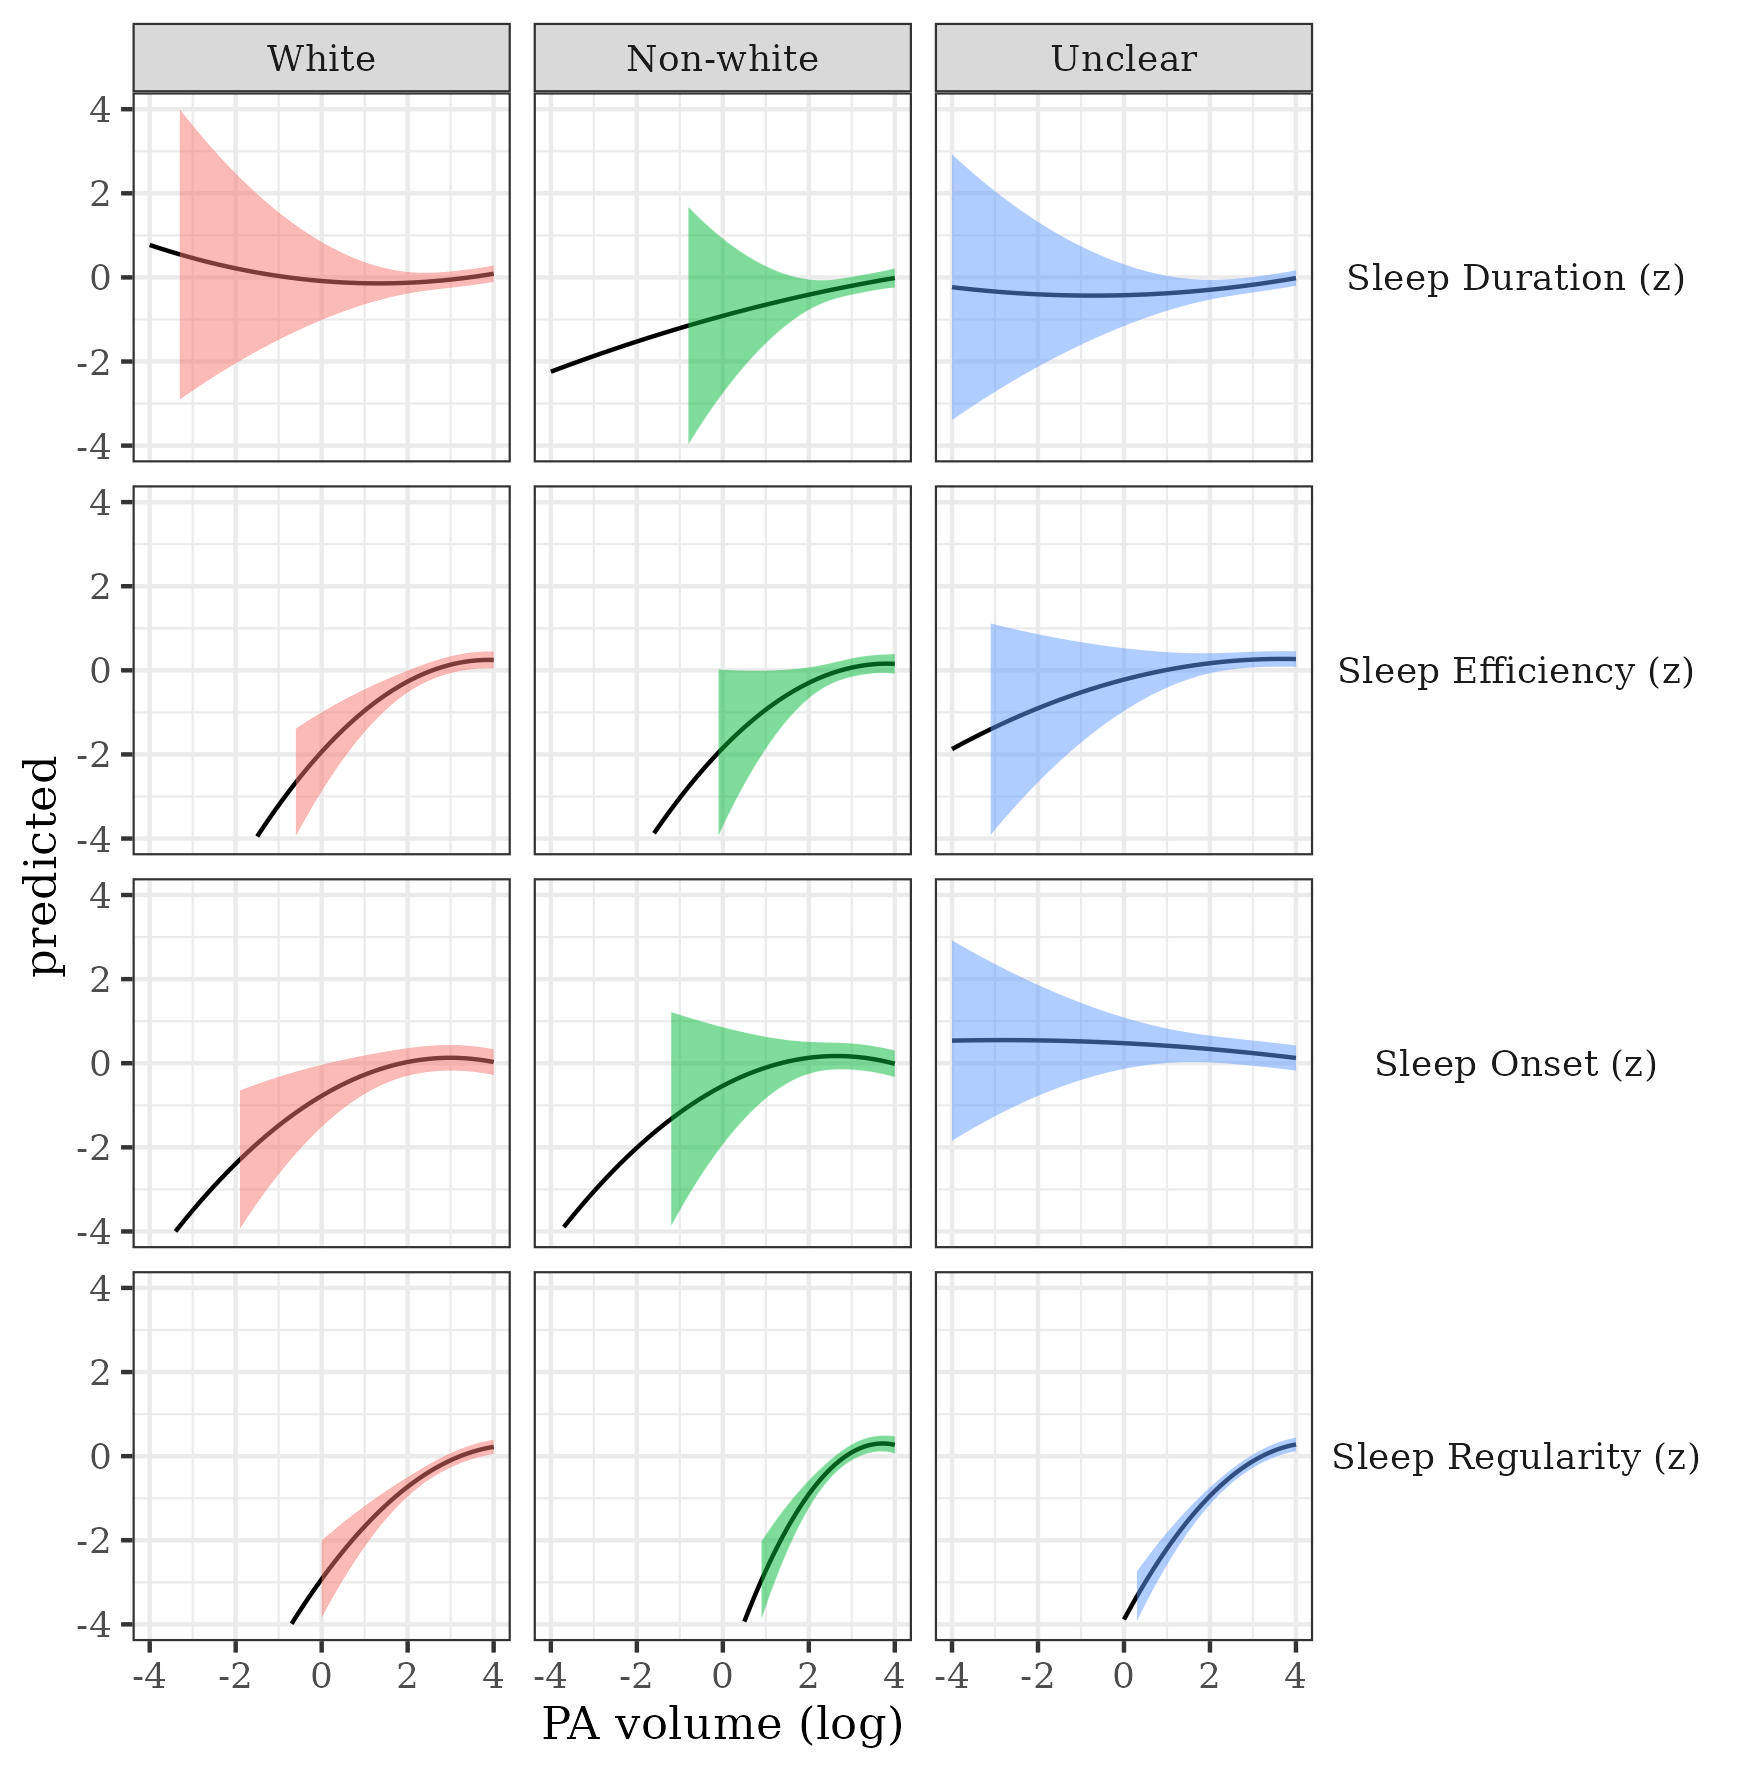 White
Non-white
Unclear
4
2
0
-2
-4
Sleep Duration (z)
4
2
0
-2
-4
Sleep Efficiency (z)
predicted
4
2
0
-2
-4
Sleep Onset (z)
4
2
0
-2
-4
Sleep Regularity (z)
-4 -2 0 2 4
-4 -2 0 2 4
-4 -2 0 2 4
PA volume (log)